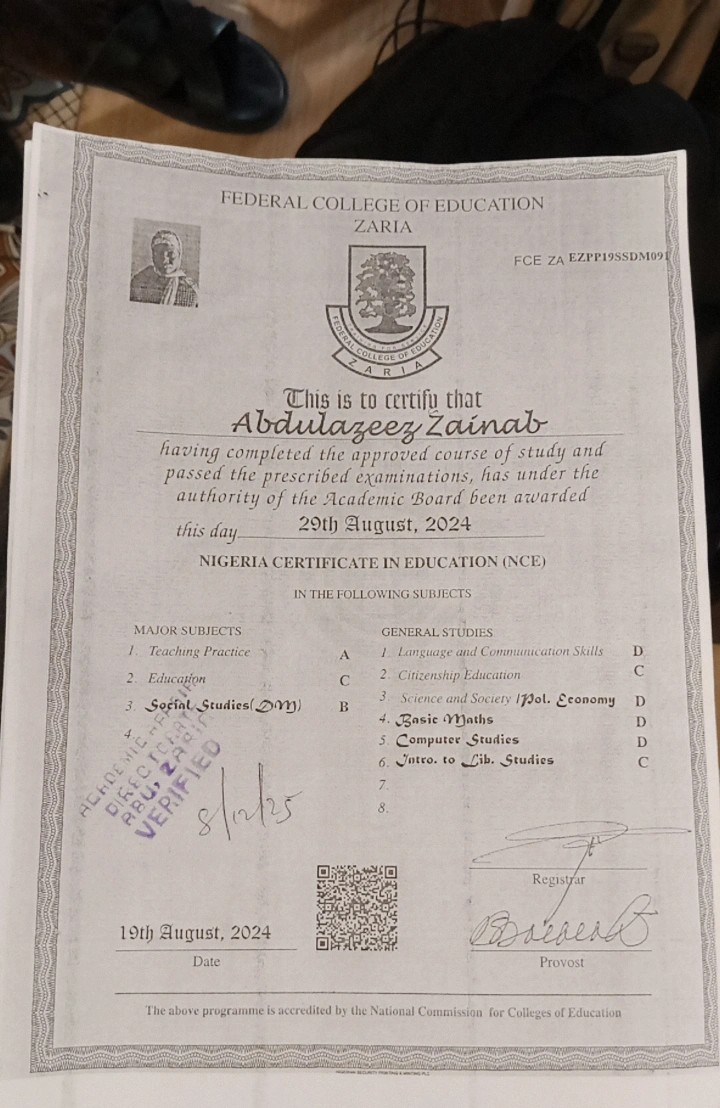 FEDERAL COLLEGE OF EDUCATION
ZARIA
FCE ZA EZPP19SSDM091
FEDERAL COLLEGE OF EDUCATION
ZARIA
This is to certify that
Abdulazeez Zainab
having completed the approved course of study and
passed the prescribed examinations, has under the
authority of the Academic Board been awarded
this day 29th August, 2024
NIGERIA CERTIFICATE IN EDUCATION (NCE)
IN THE FOLLOWING SUBJECTS
MAJOR SUBJECTS
1. Teaching Practice A
2. Education C
3. Social Studies(DM) B
4.
GENERAL STUDIES
1. Language and Communication Skills D
2. Citizenship Education C
3 Science and Society /Pol. Economy D
4. Basic Maths D
5. Computer Studies D
6. Intro. to Lib. Studies C
7.
8.
ACADEMIC
ABU, ZARIA
VERIFIED
8/12/25
Registrar
19th August, 2024
Date
Provost
The above programme is accredited by the National Commission for Colleges of Education